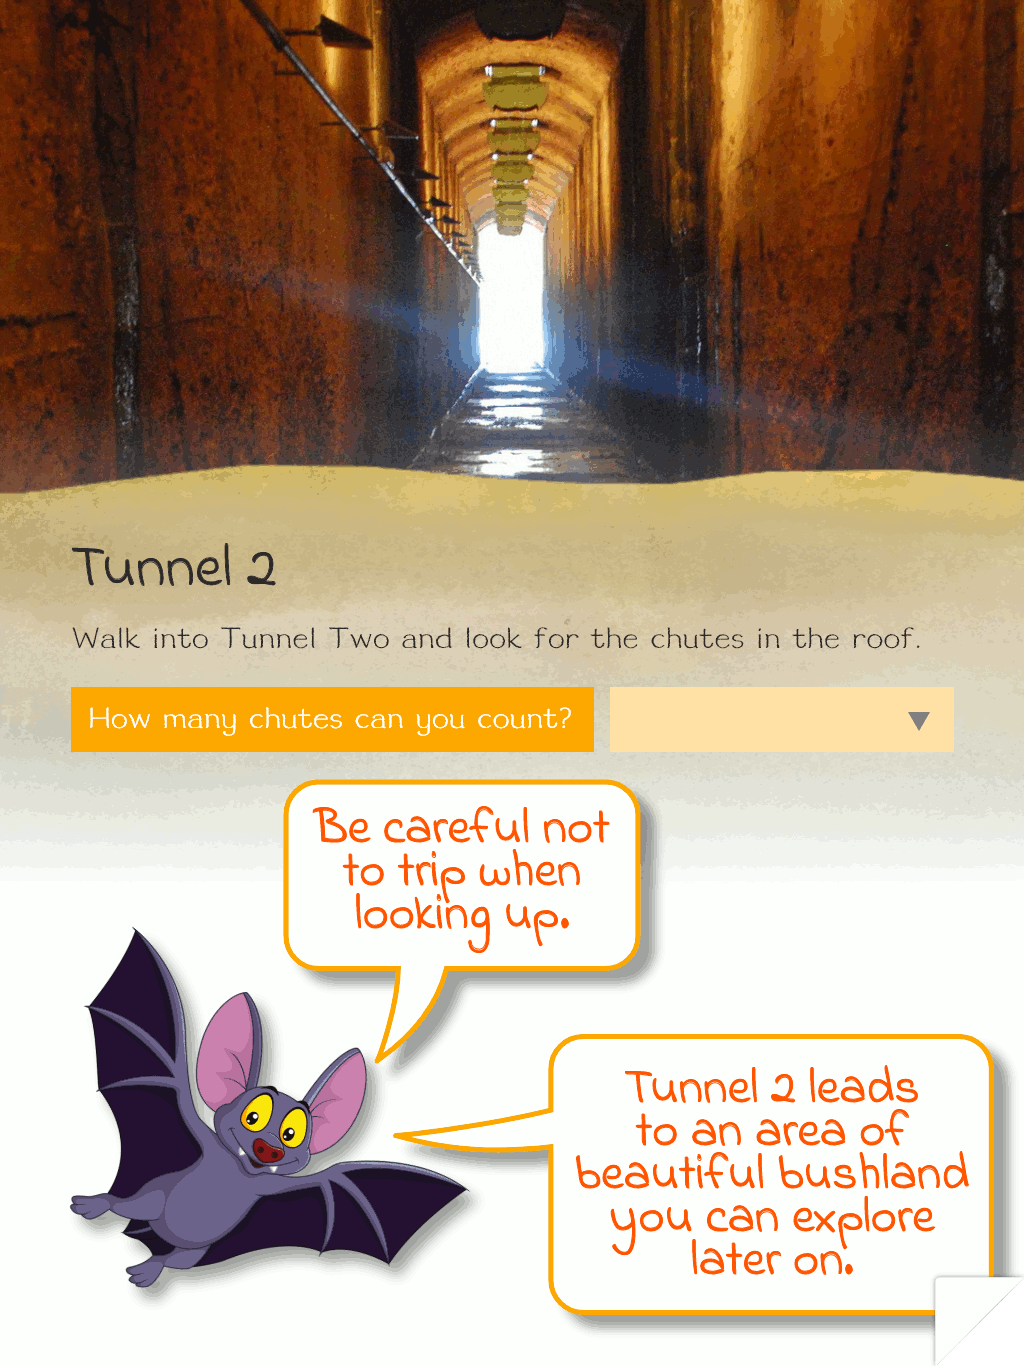 Tunnel 2
Walk into Tunnel Two and look for the chutes in the roof.
How many chutes can you count?
Be careful not
to trip when
looking up.
Tunnel 2 leads
to an area of
beautiful bushland
you can explore
later on.